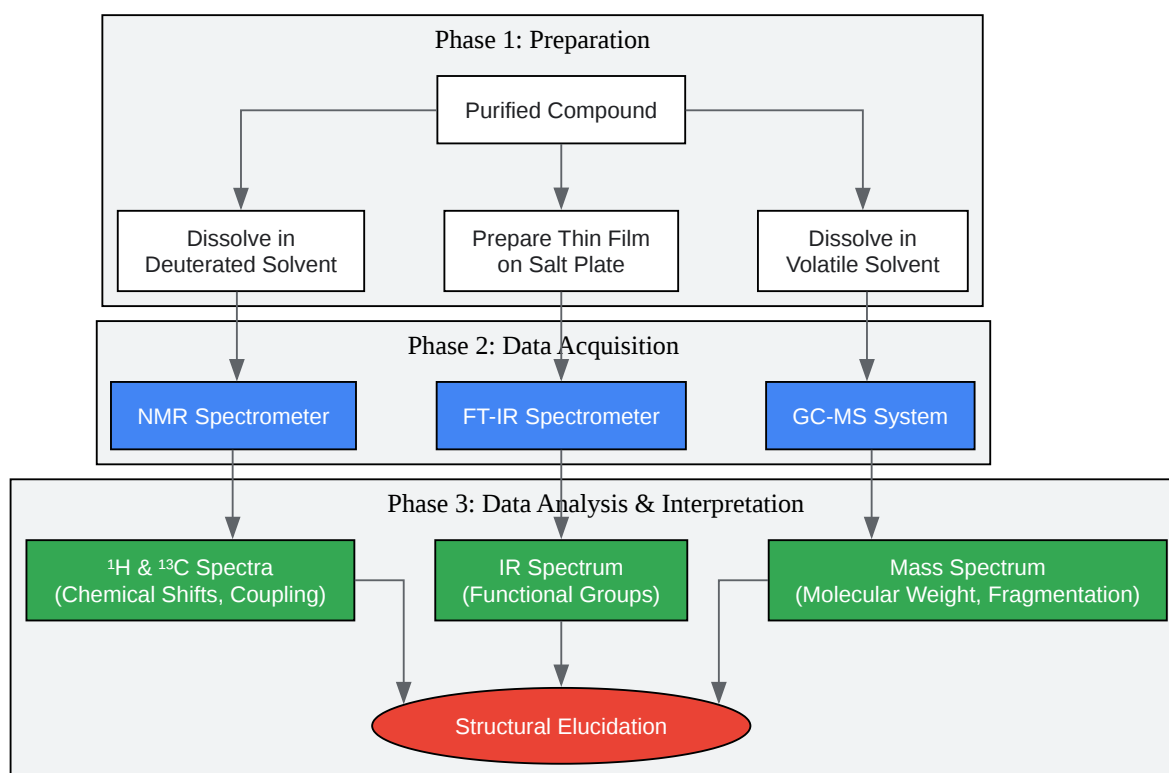 Phase 1: Preparation
Purified Compound
Dissolve in
Deuterated Solvent
Prepare Thin Film
on Salt Plate
Dissolve in
Volatile Solvent
Phase 2: Data Acquisition
NMR Spectrometer
FT-IR Spectrometer
GC-MS System
Phase 3: Data Analysis & Interpretation
¹H & ¹³C Spectra
(Chemical Shifts, Coupling)
IR Spectrum
(Functional Groups)
Mass Spectrum
(Molecular Weight, Fragmentation)
Structural Elucidation